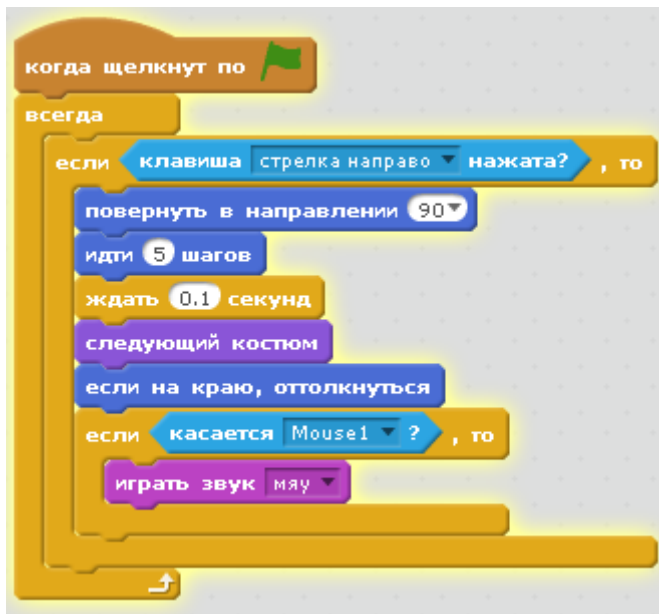 когда щелкнут по
всегда
если клавиша стрелка направо нажата? , то
повернуть в направлении 90
идти 5 шагов
ждать 0.1 секунд
следующий костюм
если на краю, оттолкнуться
если касается Mouse1 ? , то
играть звук мяу